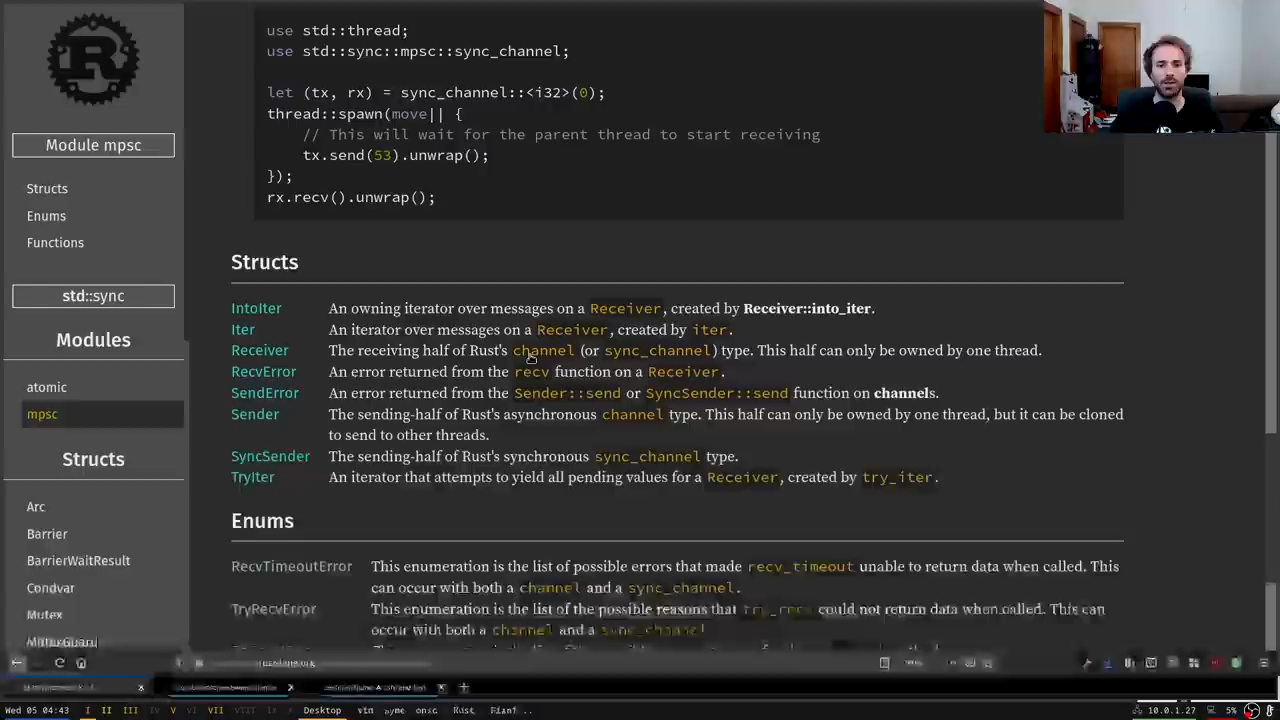 use std::thread;
use std::sync::mpsc::sync_channel;
let (tx, rx) = sync_channel::<i32>(0);
thread::spawn(move|| {
// This will wait for the parent thread to start receiving
tx.send(53).unwrap();
});
rx.recv().unwrap();
R
Module mpsc
Structs
Enums
Functions
std::sync
Modules
atomic
mpsc
Structs
Arc
Barrier
BarrierWaitResult
Condvar
Mutex
MutexGuard
Structs
IntoIter An owning iterator over messages on a Receiver, created by Receiver::into_iter.
Iter An iterator over messages on a Receiver, created by iter.
Receiver The receiving half of Rust's channel (or sync_channel) type. This half can only be owned by one thread.
RecvError An error returned from the recv function on a Receiver.
SendError An error returned from the Sender::send or SyncSender::send function on channels.
Sender The sending-half of Rust's asynchronous channel type. This half can only be owned by one thread, but it can be cloned
to send to other threads.
SyncSender The sending-half of Rust's synchronous sync_channel type.
TryIter An iterator that attempts to yield all pending values for a Receiver, created by try_iter.
Enums
RecvTimeoutError This enumeration is the list of possible errors that made recv_timeout unable to return data when called. This
can occur with both a channel and a sync_channel.
TryRecvError This enumeration is the list of the possible reasons that try_recv could not return data when called. This can
occur with both a channel and a sync_channel
Wed 05 04:43 I II III IV V VI VII VIII IX Desktop vim Rust
10.0.1.27 5%